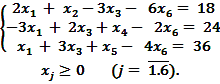 2x₁ + x₂ − 3x₃ − 6x₆ = 18
−3x₁ + 2x₃ + x₄ − 2x₆ = 24
x₁ + 3x₃ + x₅ − 4x₆ = 36
xⱼ ≥ 0 (j = 1.6̅).